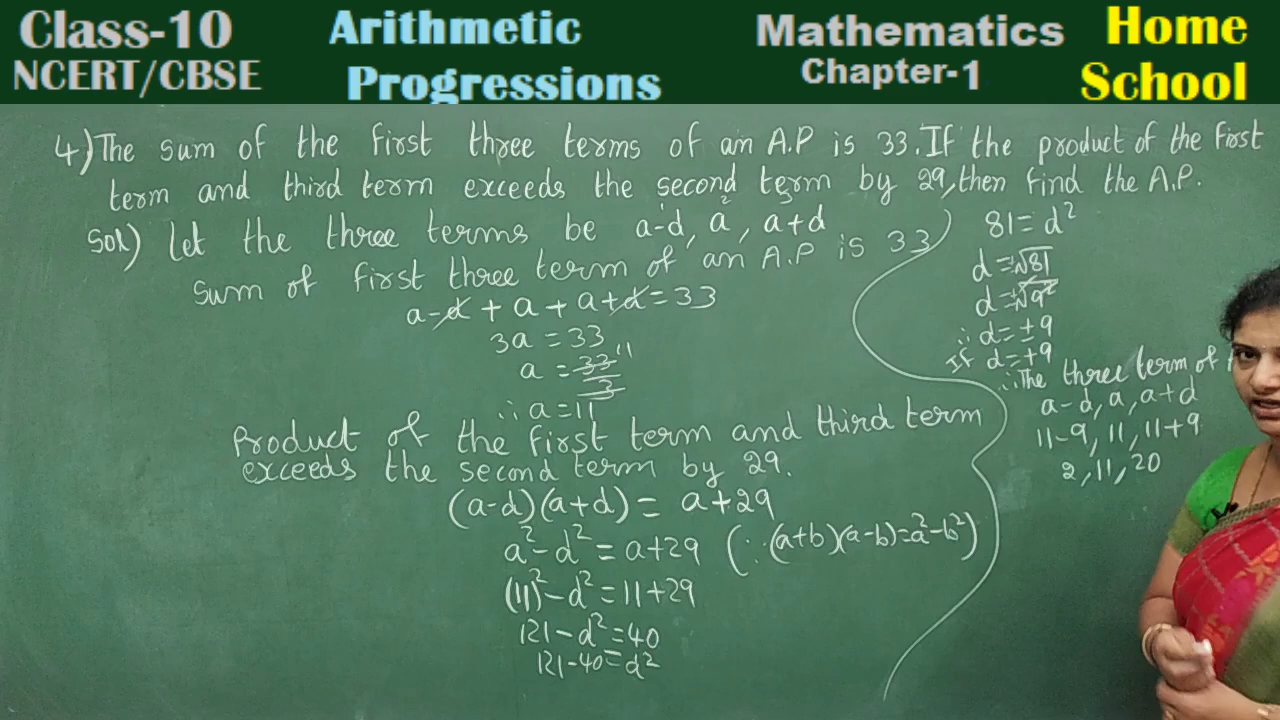 Class-10
NCERT/CBSE
Arithmetic
Progressions
Mathematics
Chapter-1
Home
School
4) The sum of the first three terms of an A.P is 33. If the product of the first
term and third term exceeds the second term by 29, then find the A.P.
Sol) Let the three terms be a-d, a, a+d
Sum of first three term of an A.P is 33
a-d + a + a+d = 33
3a = 33
a = 33/3 11
∴ a = 11
Product of the first term and third term
exceeds the second term by 29.
(a-d)(a+d) = a+29
a²-d² = a+29 (∵ (a+b)(a-b)=a²-b²)
(11)²-d² = 11+29
121-d² = 40
121-40 = d²
81 = d²
d = ±√81
d = ±√9²
∴ d = ±9
If d = +9
∴ The three term of
a-d, a, a+d
11-9, 11, 11+9
2, 11, 20